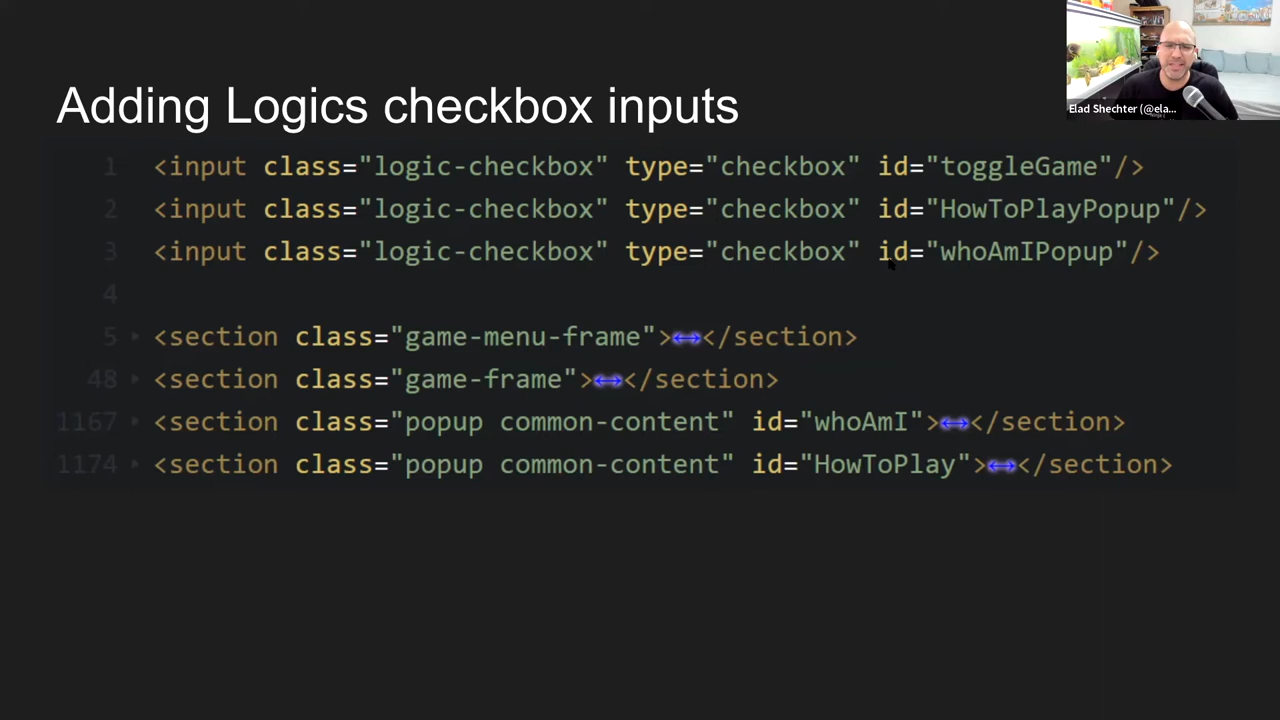 Adding Logics checkbox inputs
Elad Shechter (@ela...
1 <input class="logic-checkbox" type="checkbox" id="toggleGame"/>
2 <input class="logic-checkbox" type="checkbox" id="HowToPlayPopup"/>
3 <input class="logic-checkbox" type="checkbox" id="whoAmIPopup"/>
4
5 <section class="game-menu-frame">↔</section>
48 <section class="game-frame">↔</section>
1167 <section class="popup common-content" id="whoAmI">↔</section>
1174 <section class="popup common-content" id="HowToPlay">↔</section>